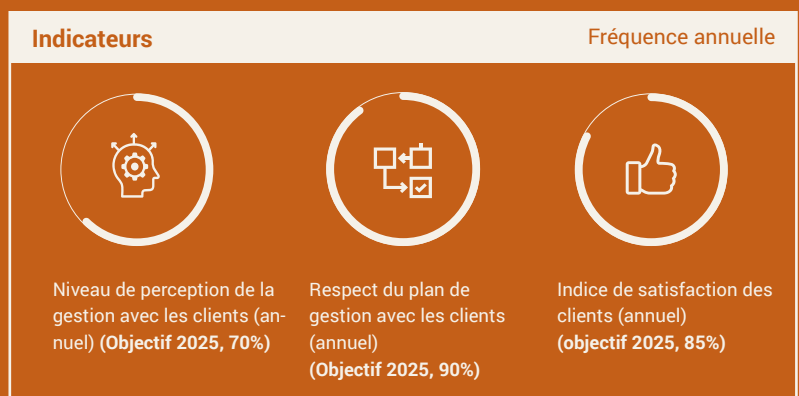 Indicateurs
Fréquence annuelle
Niveau de perception de la
gestion avec les clients (an-
nuel) (Objectif 2025, 70%)
Respect du plan de
gestion avec les clients
(annuel)
(Objectif 2025, 90%)
Indice de satisfaction des
clients (annuel)
(objectif 2025, 85%)